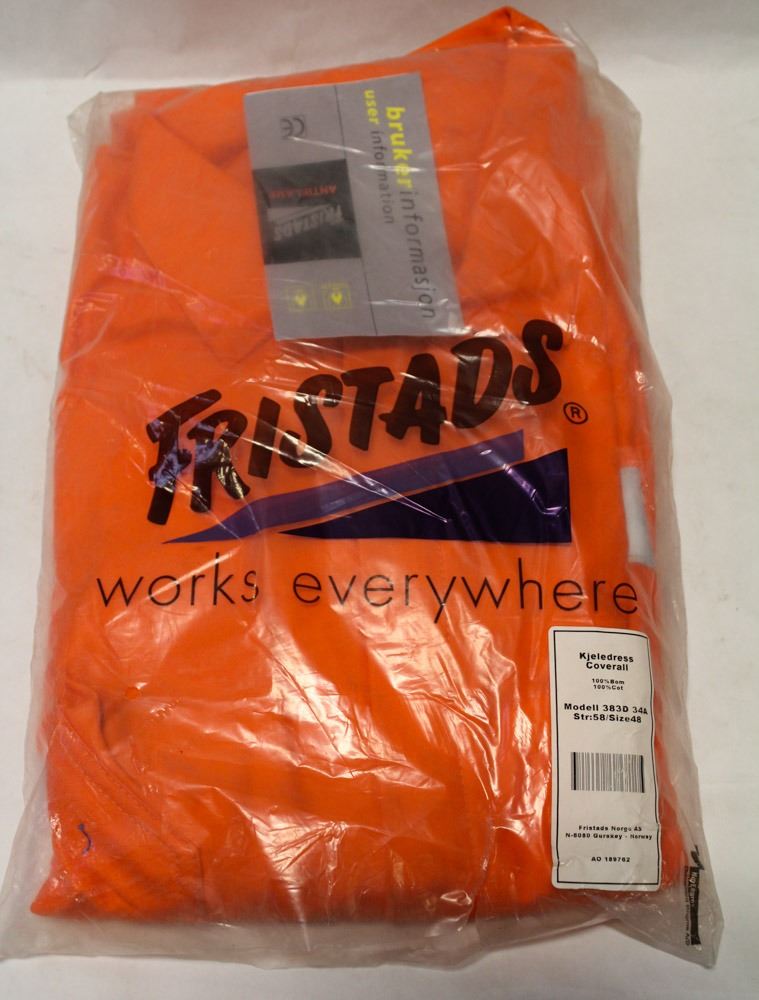 brukerinformasjon
user information
CE
FRISTADS
ANTIFLAME
FRISTADS
®
works everywhere
Kjeledress
Coverall
100%Bom
100%Cot
Modell 383D 34A
Str:58/Size48
Fristads Norge AS
N-6080 Gurskøy - Norway
AO 189762